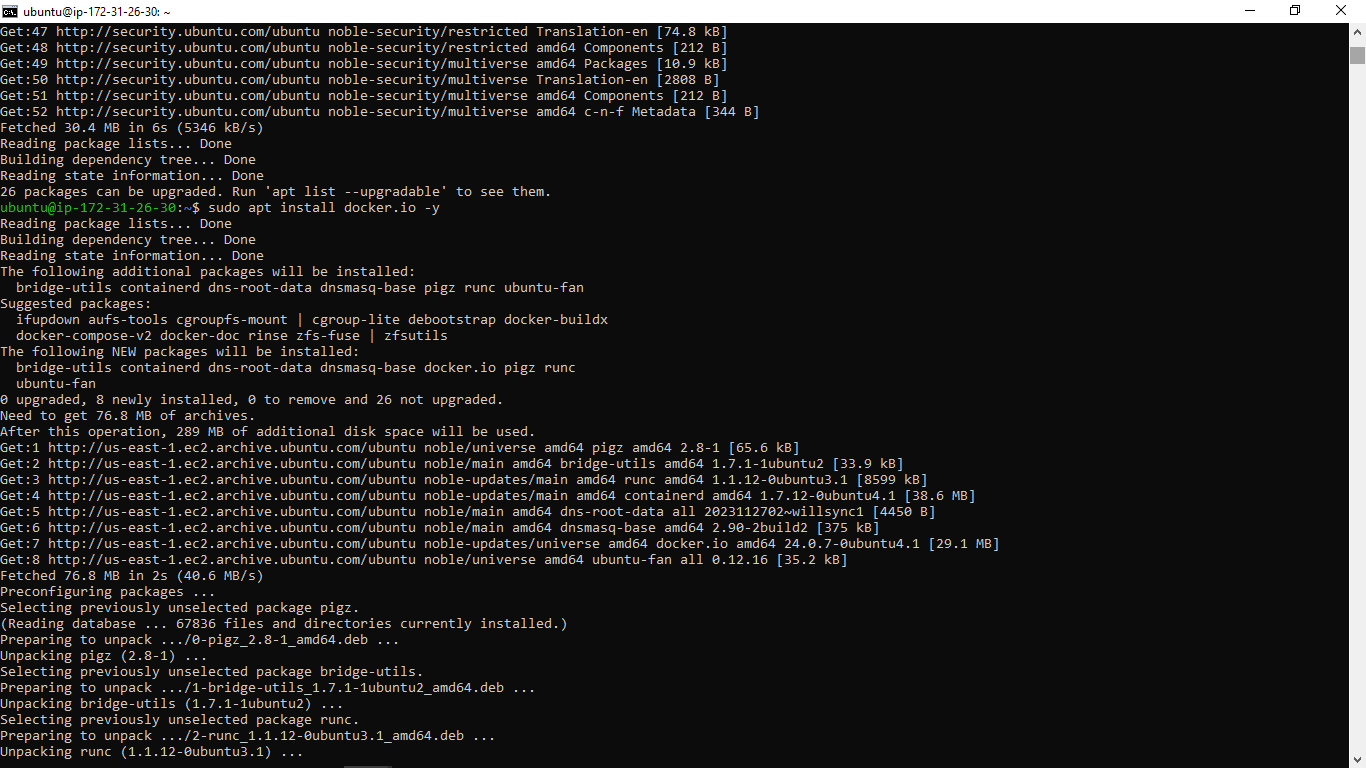 ubuntu@ip-172-31-26-30: ~
Get:47 http://security.ubuntu.com/ubuntu noble-security/restricted Translation-en [74.8 kB]
Get:48 http://security.ubuntu.com/ubuntu noble-security/restricted amd64 Components [212 B]
Get:49 http://security.ubuntu.com/ubuntu noble-security/multiverse amd64 Packages [10.9 kB]
Get:50 http://security.ubuntu.com/ubuntu noble-security/multiverse Translation-en [2808 B]
Get:51 http://security.ubuntu.com/ubuntu noble-security/multiverse amd64 Components [212 B]
Get:52 http://security.ubuntu.com/ubuntu noble-security/multiverse amd64 c-n-f Metadata [344 B]
Fetched 30.4 MB in 6s (5346 kB/s)
Reading package lists... Done
Building dependency tree... Done
Reading state information... Done
26 packages can be upgraded. Run 'apt list --upgradable' to see them.
ubuntu@ip-172-31-26-30:~$ sudo apt install docker.io -y
Reading package lists... Done
Building dependency tree... Done
Reading state information... Done
The following additional packages will be installed:
  bridge-utils containerd dns-root-data dnsmasq-base pigz runc ubuntu-fan
Suggested packages:
  ifupdown aufs-tools cgroupfs-mount | cgroup-lite debootstrap docker-buildx
  docker-compose-v2 docker-doc rinse zfs-fuse | zfsutils
The following NEW packages will be installed:
  bridge-utils containerd dns-root-data dnsmasq-base docker.io pigz runc
  ubuntu-fan
0 upgraded, 8 newly installed, 0 to remove and 26 not upgraded.
Need to get 76.8 MB of archives.
After this operation, 289 MB of additional disk space will be used.
Get:1 http://us-east-1.ec2.archive.ubuntu.com/ubuntu noble/universe amd64 pigz amd64 2.8-1 [65.6 kB]
Get:2 http://us-east-1.ec2.archive.ubuntu.com/ubuntu noble/main amd64 bridge-utils amd64 1.7.1-1ubuntu2 [33.9 kB]
Get:3 http://us-east-1.ec2.archive.ubuntu.com/ubuntu noble-updates/main amd64 runc amd64 1.1.12-0ubuntu3.1 [8599 kB]
Get:4 http://us-east-1.ec2.archive.ubuntu.com/ubuntu noble-updates/main amd64 containerd amd64 1.7.12-0ubuntu4.1 [38.6 MB]
Get:5 http://us-east-1.ec2.archive.ubuntu.com/ubuntu noble/main amd64 dns-root-data all 2023112702~willsync1 [4450 B]
Get:6 http://us-east-1.ec2.archive.ubuntu.com/ubuntu noble/main amd64 dnsmasq-base amd64 2.90-2build2 [375 kB]
Get:7 http://us-east-1.ec2.archive.ubuntu.com/ubuntu noble-updates/universe amd64 docker.io amd64 24.0.7-0ubuntu4.1 [29.1 MB]
Get:8 http://us-east-1.ec2.archive.ubuntu.com/ubuntu noble/universe amd64 ubuntu-fan all 0.12.16 [35.2 kB]
Fetched 76.8 MB in 2s (40.6 MB/s)
Preconfiguring packages ...
Selecting previously unselected package pigz.
(Reading database ... 67836 files and directories currently installed.)
Preparing to unpack .../0-pigz_2.8-1_amd64.deb ...
Unpacking pigz (2.8-1) ...
Selecting previously unselected package bridge-utils.
Preparing to unpack .../1-bridge-utils_1.7.1-1ubuntu2_amd64.deb ...
Unpacking bridge-utils (1.7.1-1ubuntu2) ...
Selecting previously unselected package runc.
Preparing to unpack .../2-runc_1.1.12-0ubuntu3.1_amd64.deb ...
Unpacking runc (1.1.12-0ubuntu3.1) ...